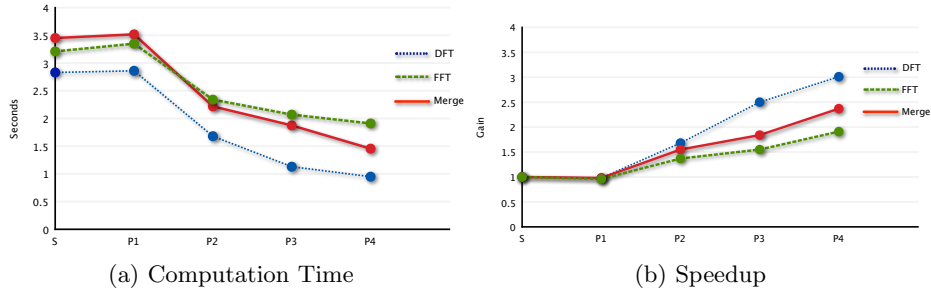 4
3.5
3
2.5
2
1.5
1
0.5
0
Seconds
S P1 P2 P3 P4
DFT
FFT
Merge
(a) Computation Time
4
3.5
3
2.5
2
1.5
1
0.5
0
Gain
S P1 P2 P3 P4
DFT
FFT
Merge
(b) Speedup